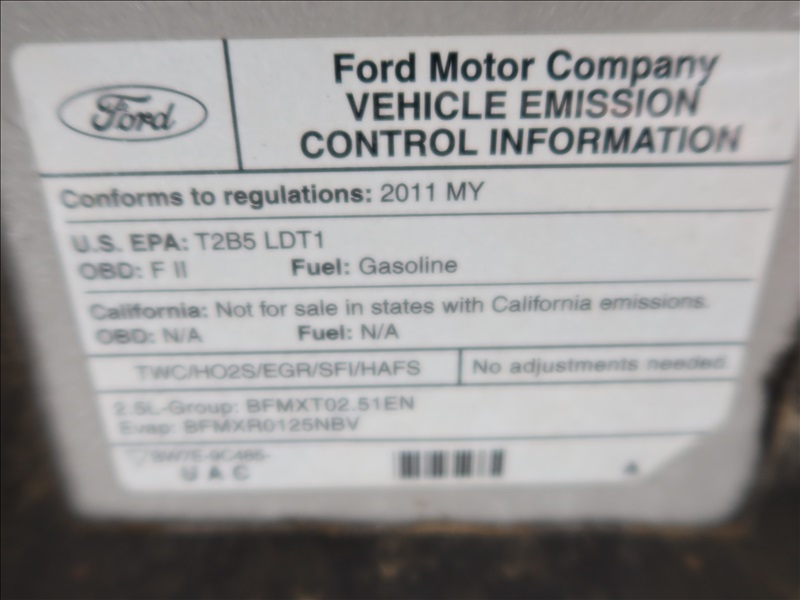 Ford
Ford Motor Company
VEHICLE EMISSION
CONTROL INFORMATION
Conforms to regulations: 2011 MY
U.S. EPA: T2B5 LDT1
OBD: F II Fuel: Gasoline
California: Not for sale in states with California emissions.
OBD: N/A Fuel: N/A
TWC/HO2S/EGR/SFI/HAFS No adjustments needed.
2.5L-Group: BFMXT02.51EN
Evap: BFMXR0125NBV
UAC